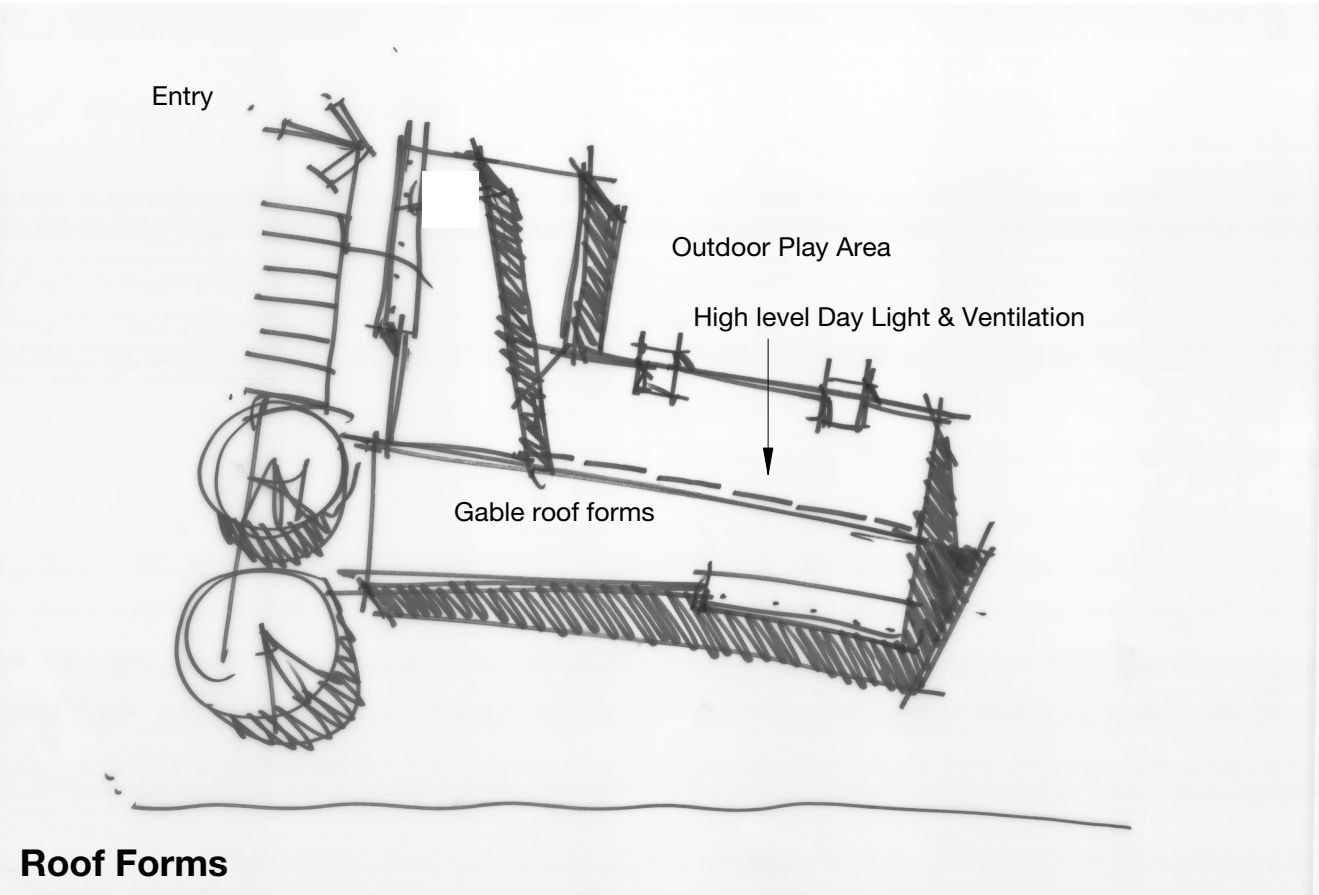 Entry
Outdoor Play Area
High level Day Light & Ventilation
Gable roof forms
Roof Forms